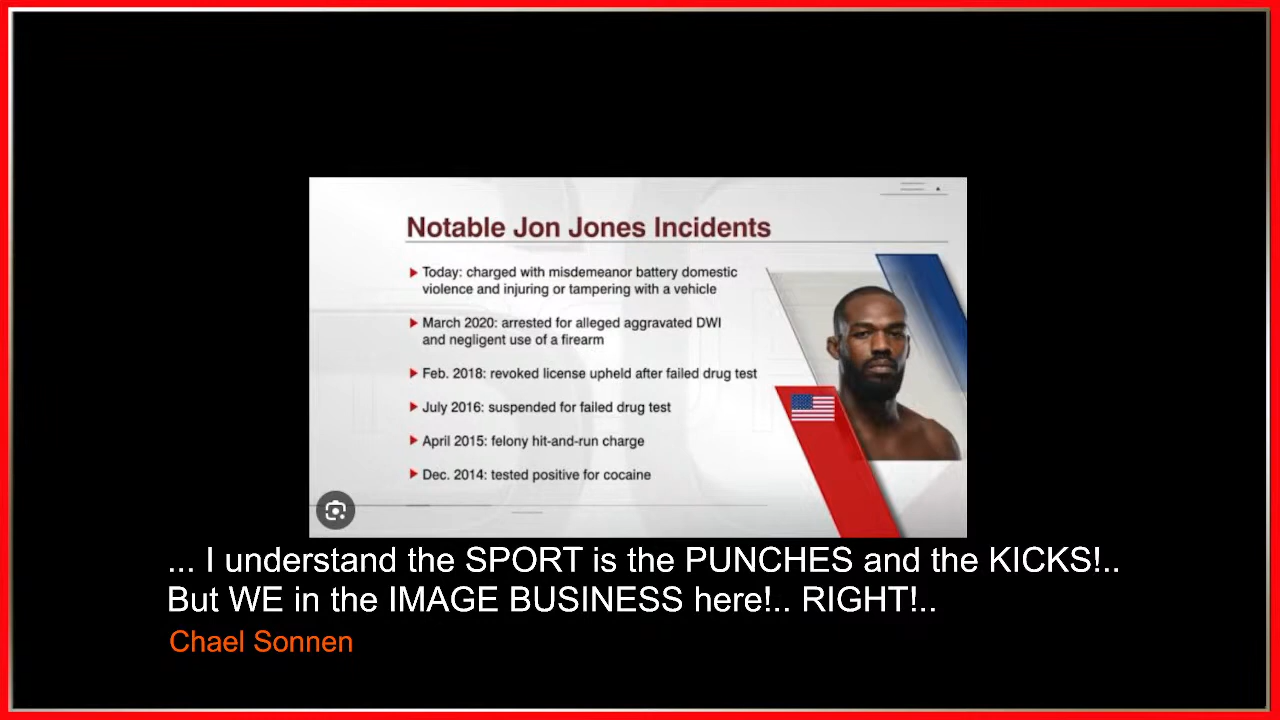 Notable Jon Jones Incidents
Today: charged with misdemeanor battery domestic
violence and injuring or tampering with a vehicle
March 2020: arrested for alleged aggravated DWI
and negligent use of a firearm
Feb. 2018: revoked license upheld after failed drug test
July 2016: suspended for failed drug test
April 2015: felony hit-and-run charge
Dec. 2014: tested positive for cocaine
... I understand the SPORT is the PUNCHES and the KICKS!..
But WE in the IMAGE BUSINESS here!.. RIGHT!..
Chael Sonnen